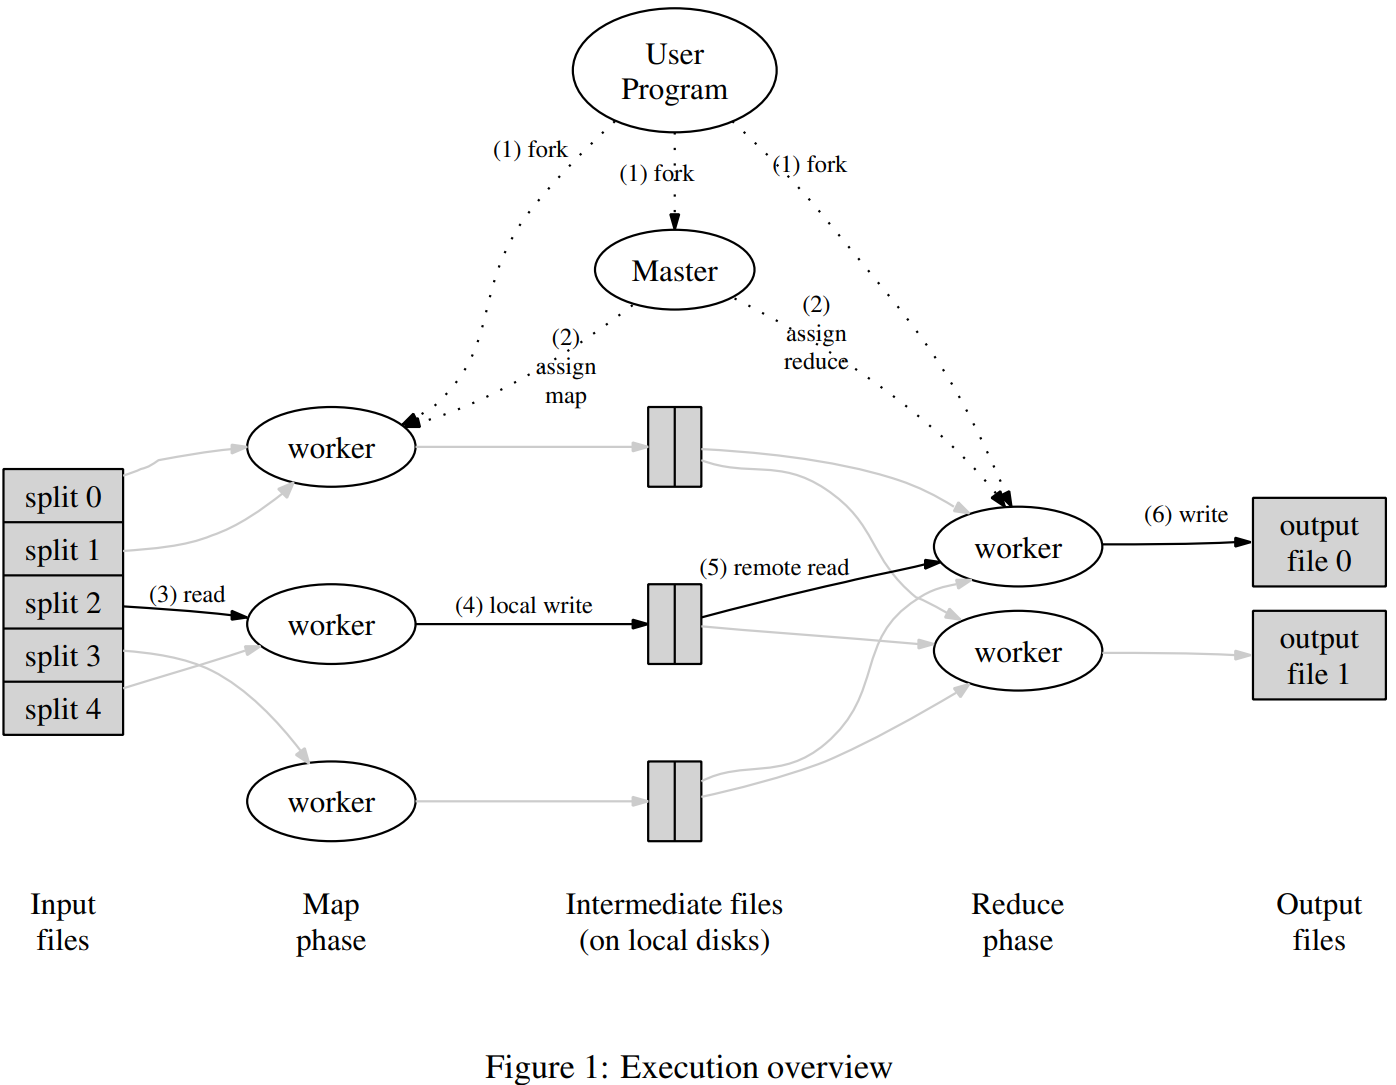 User
Program
(1) fork
(1) fork
(1) fork
Master
(2)
assign
map
(2)
assign
reduce
worker
split 0
split 1
split 2
split 3
split 4
(3) read
worker
(4) local write
worker
(5) remote read
worker
(6) write
output
file 0
worker
output
file 1
Input
files
Map
phase
Intermediate files
(on local disks)
Reduce
phase
Output
files
Figure 1: Execution overview